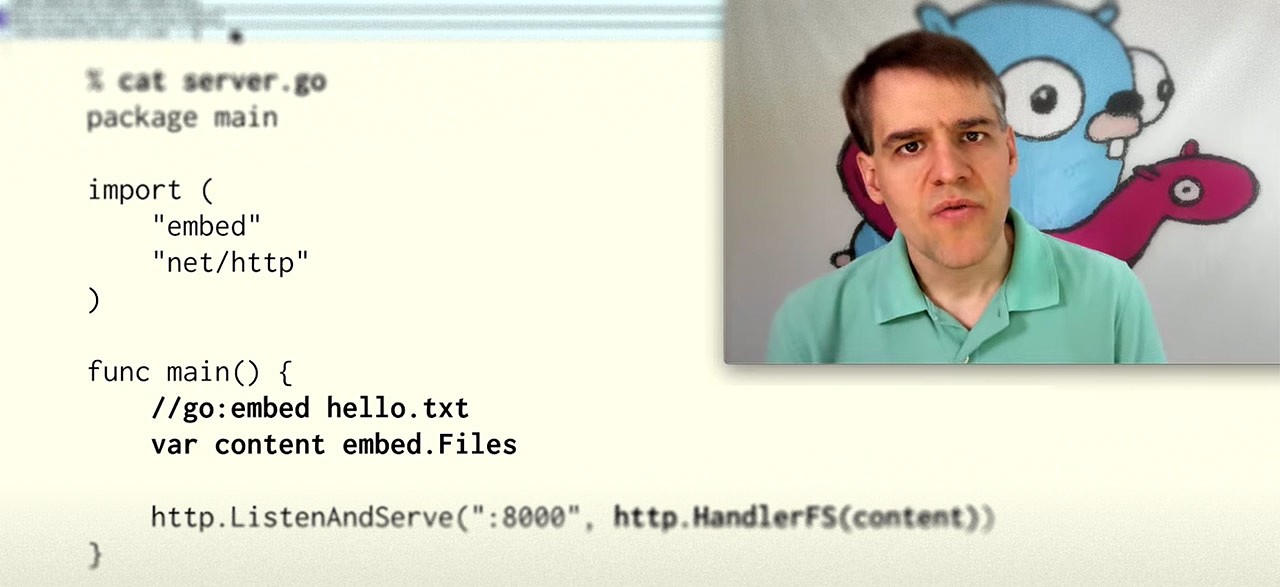 % cat server.go
package main
import (
"embed"
"net/http"
)
func main() {
//go:embed hello.txt
var content embed.Files
http.ListenAndServe(":8000", http.HandlerFS(content))
}